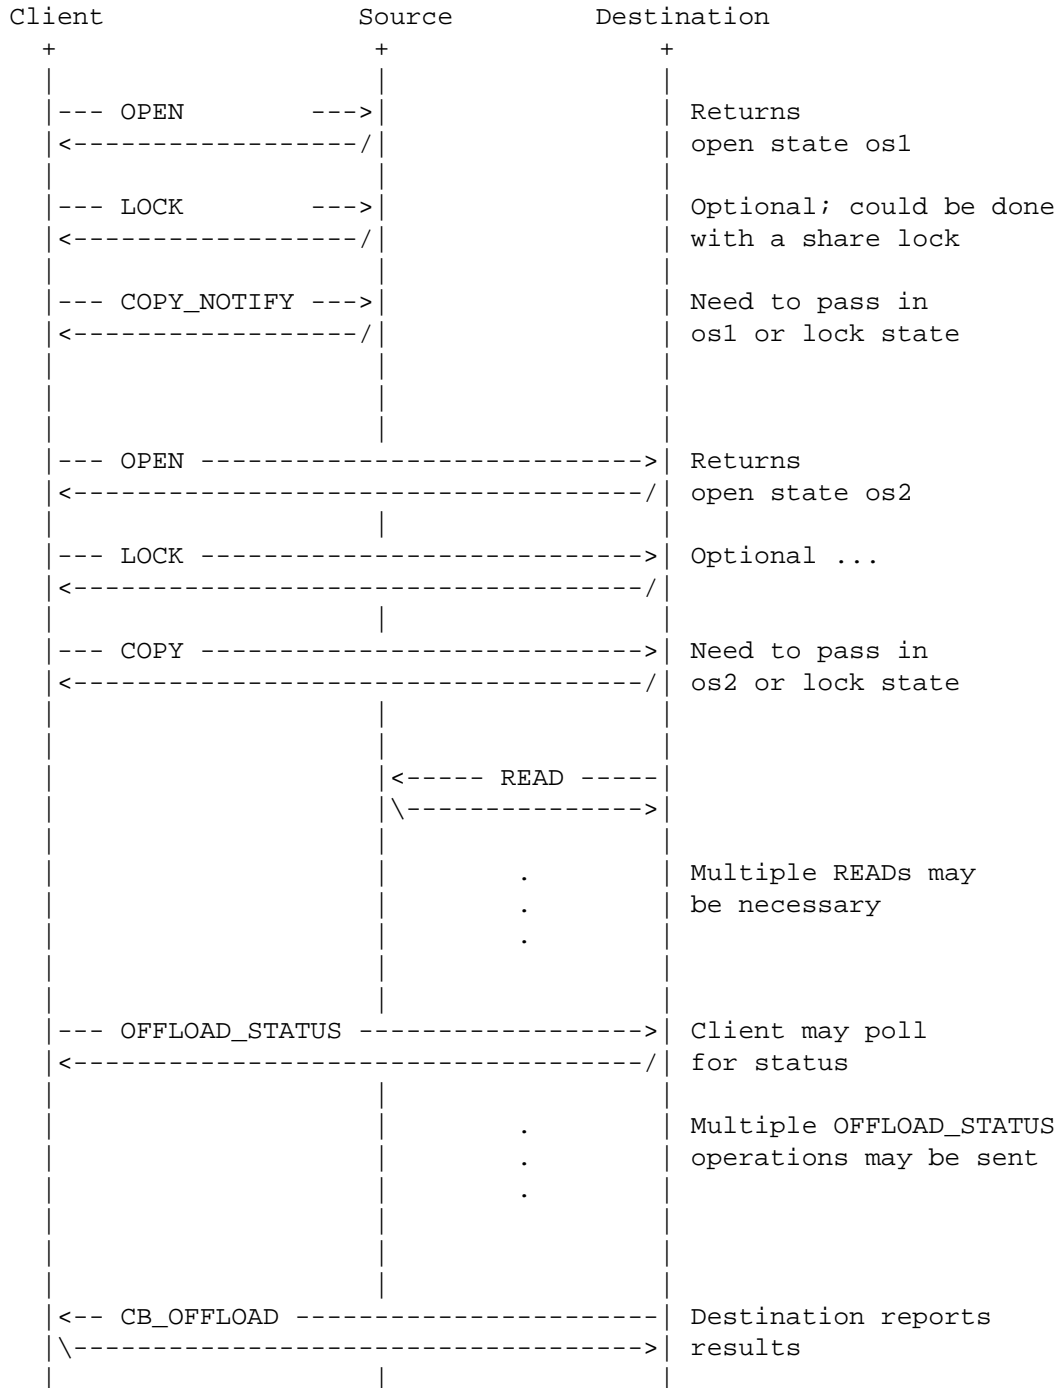 Client                Source         Destination
  +                    +                 +
  |                    |                 |
  |--- OPEN        --->|                 | Returns
  |<------------------/|                 | open state os1
  |                    |                 |
  |--- LOCK        --->|                 | Optional; could be done
  |<------------------/|                 | with a share lock
  |                    |                 |
  |--- COPY_NOTIFY --->|                 | Need to pass in
  |<------------------/|                 | os1 or lock state
  |                    |                 |
  |                    |                 |
  |                    |                 |
  |--- OPEN ---------------------------->| Returns
  |<------------------------------------/| open state os2
  |                    |                 |
  |--- LOCK ---------------------------->| Optional ...
  |<------------------------------------/|
  |                    |                 |
  |--- COPY ---------------------------->| Need to pass in
  |<------------------------------------/| os2 or lock state
  |                    |                 |
  |                    |                 |
  |                    |<----- READ -----|
  |                    |\--------------->|
  |                    |                 |
  |                    |        .        | Multiple READs may
  |                    |        .        | be necessary
  |                    |        .        |
  |                    |                 |
  |                    |                 |
  |--- OFFLOAD_STATUS ------------------>| Client may poll
  |<------------------------------------/| for status
  |                    |                 |
  |                    |        .        | Multiple OFFLOAD_STATUS
  |                    |        .        | operations may be sent
  |                    |        .        |
  |                    |                 |
  |                    |                 |
  |                    |                 |
  |<-- CB_OFFLOAD -----------------------| Destination reports
  |\------------------------------------>| results
  |                    |                 |